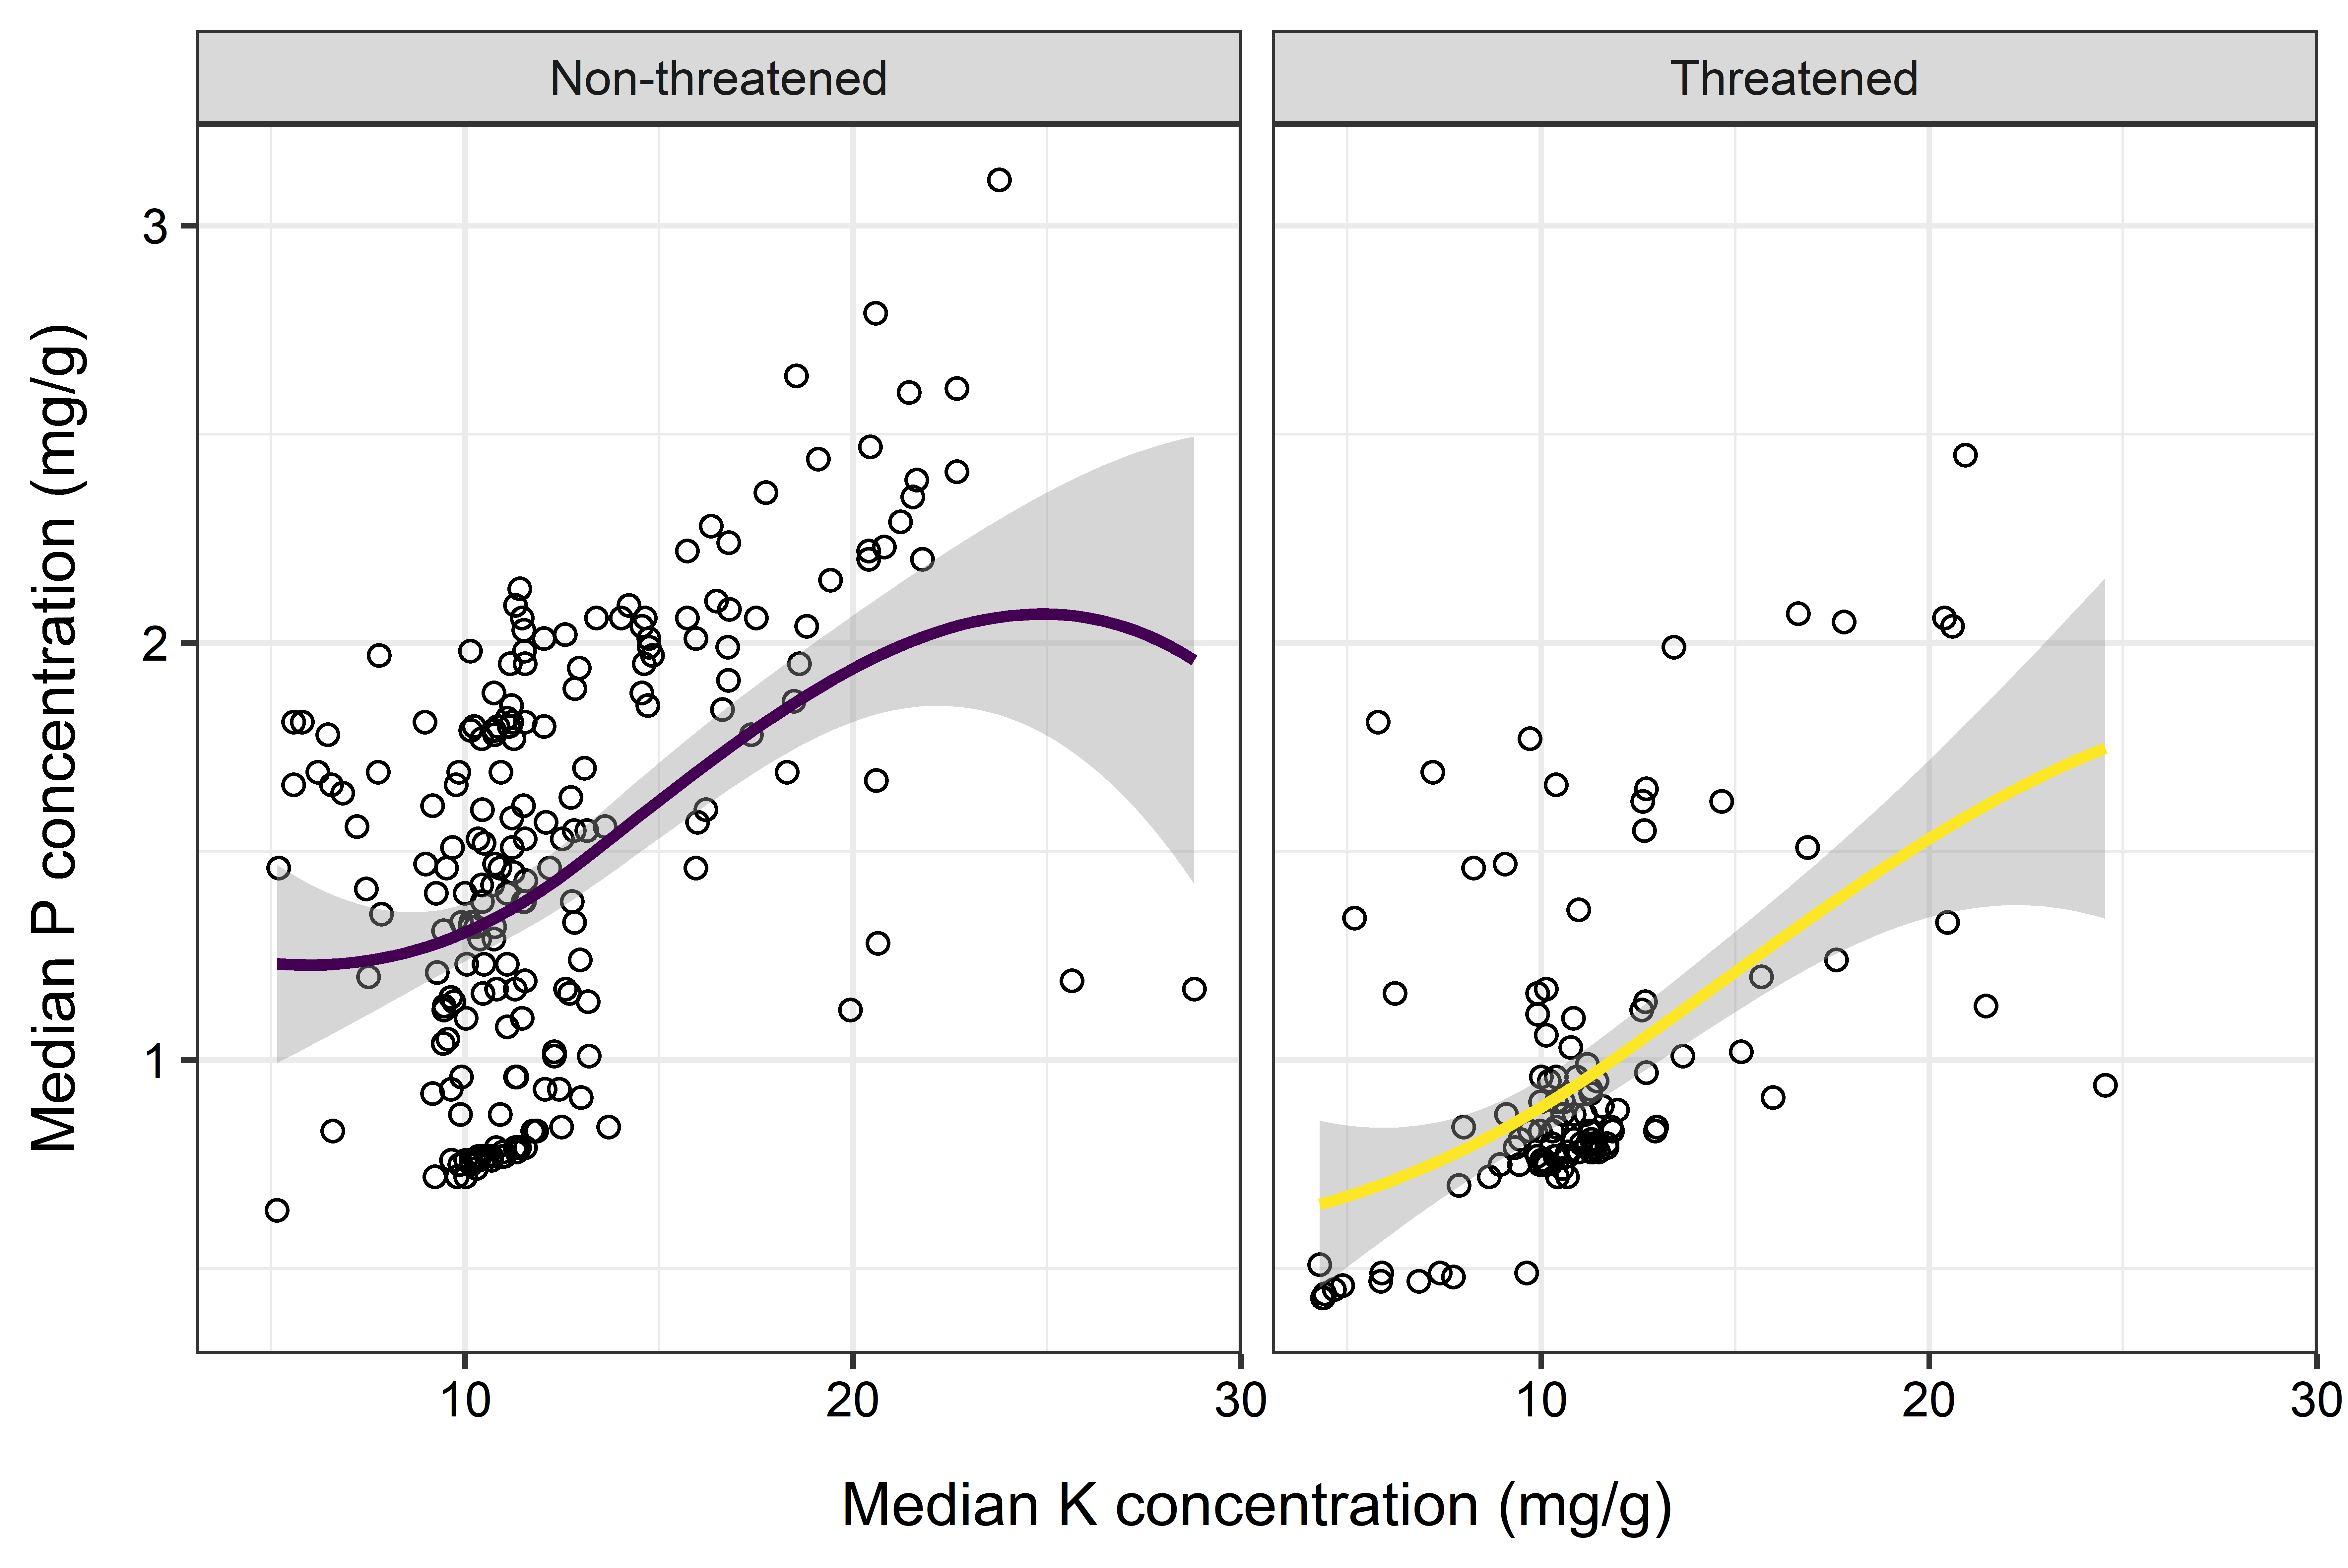 Non-threatened
Threatened
Median P concentration (mg/g)
3
2
1
10
20
30
10
20
30
Median K concentration (mg/g)